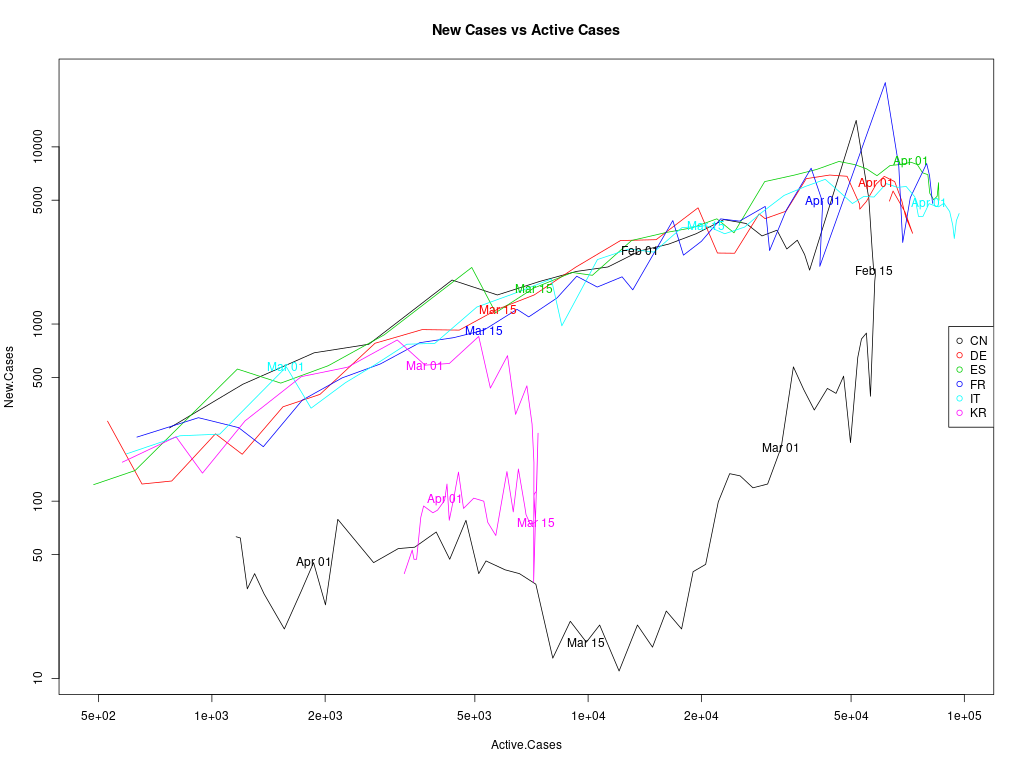 New Cases vs Active Cases
New.Cases
10000
5000
1000
500
100
50
10
Apr 01
Apr 01
Apr 01
Apr 01
Mar 15
Feb 01
Feb 15
Mar 15
Mar 15
Mar 15
Mar 01
Mar 01
Mar 01
Apr 01
Mar 15
Apr 01
Mar 15
CN
DE
ES
FR
IT
KR
5e+02
1e+03
2e+03
5e+03
1e+04
2e+04
5e+04
1e+05
Active.Cases